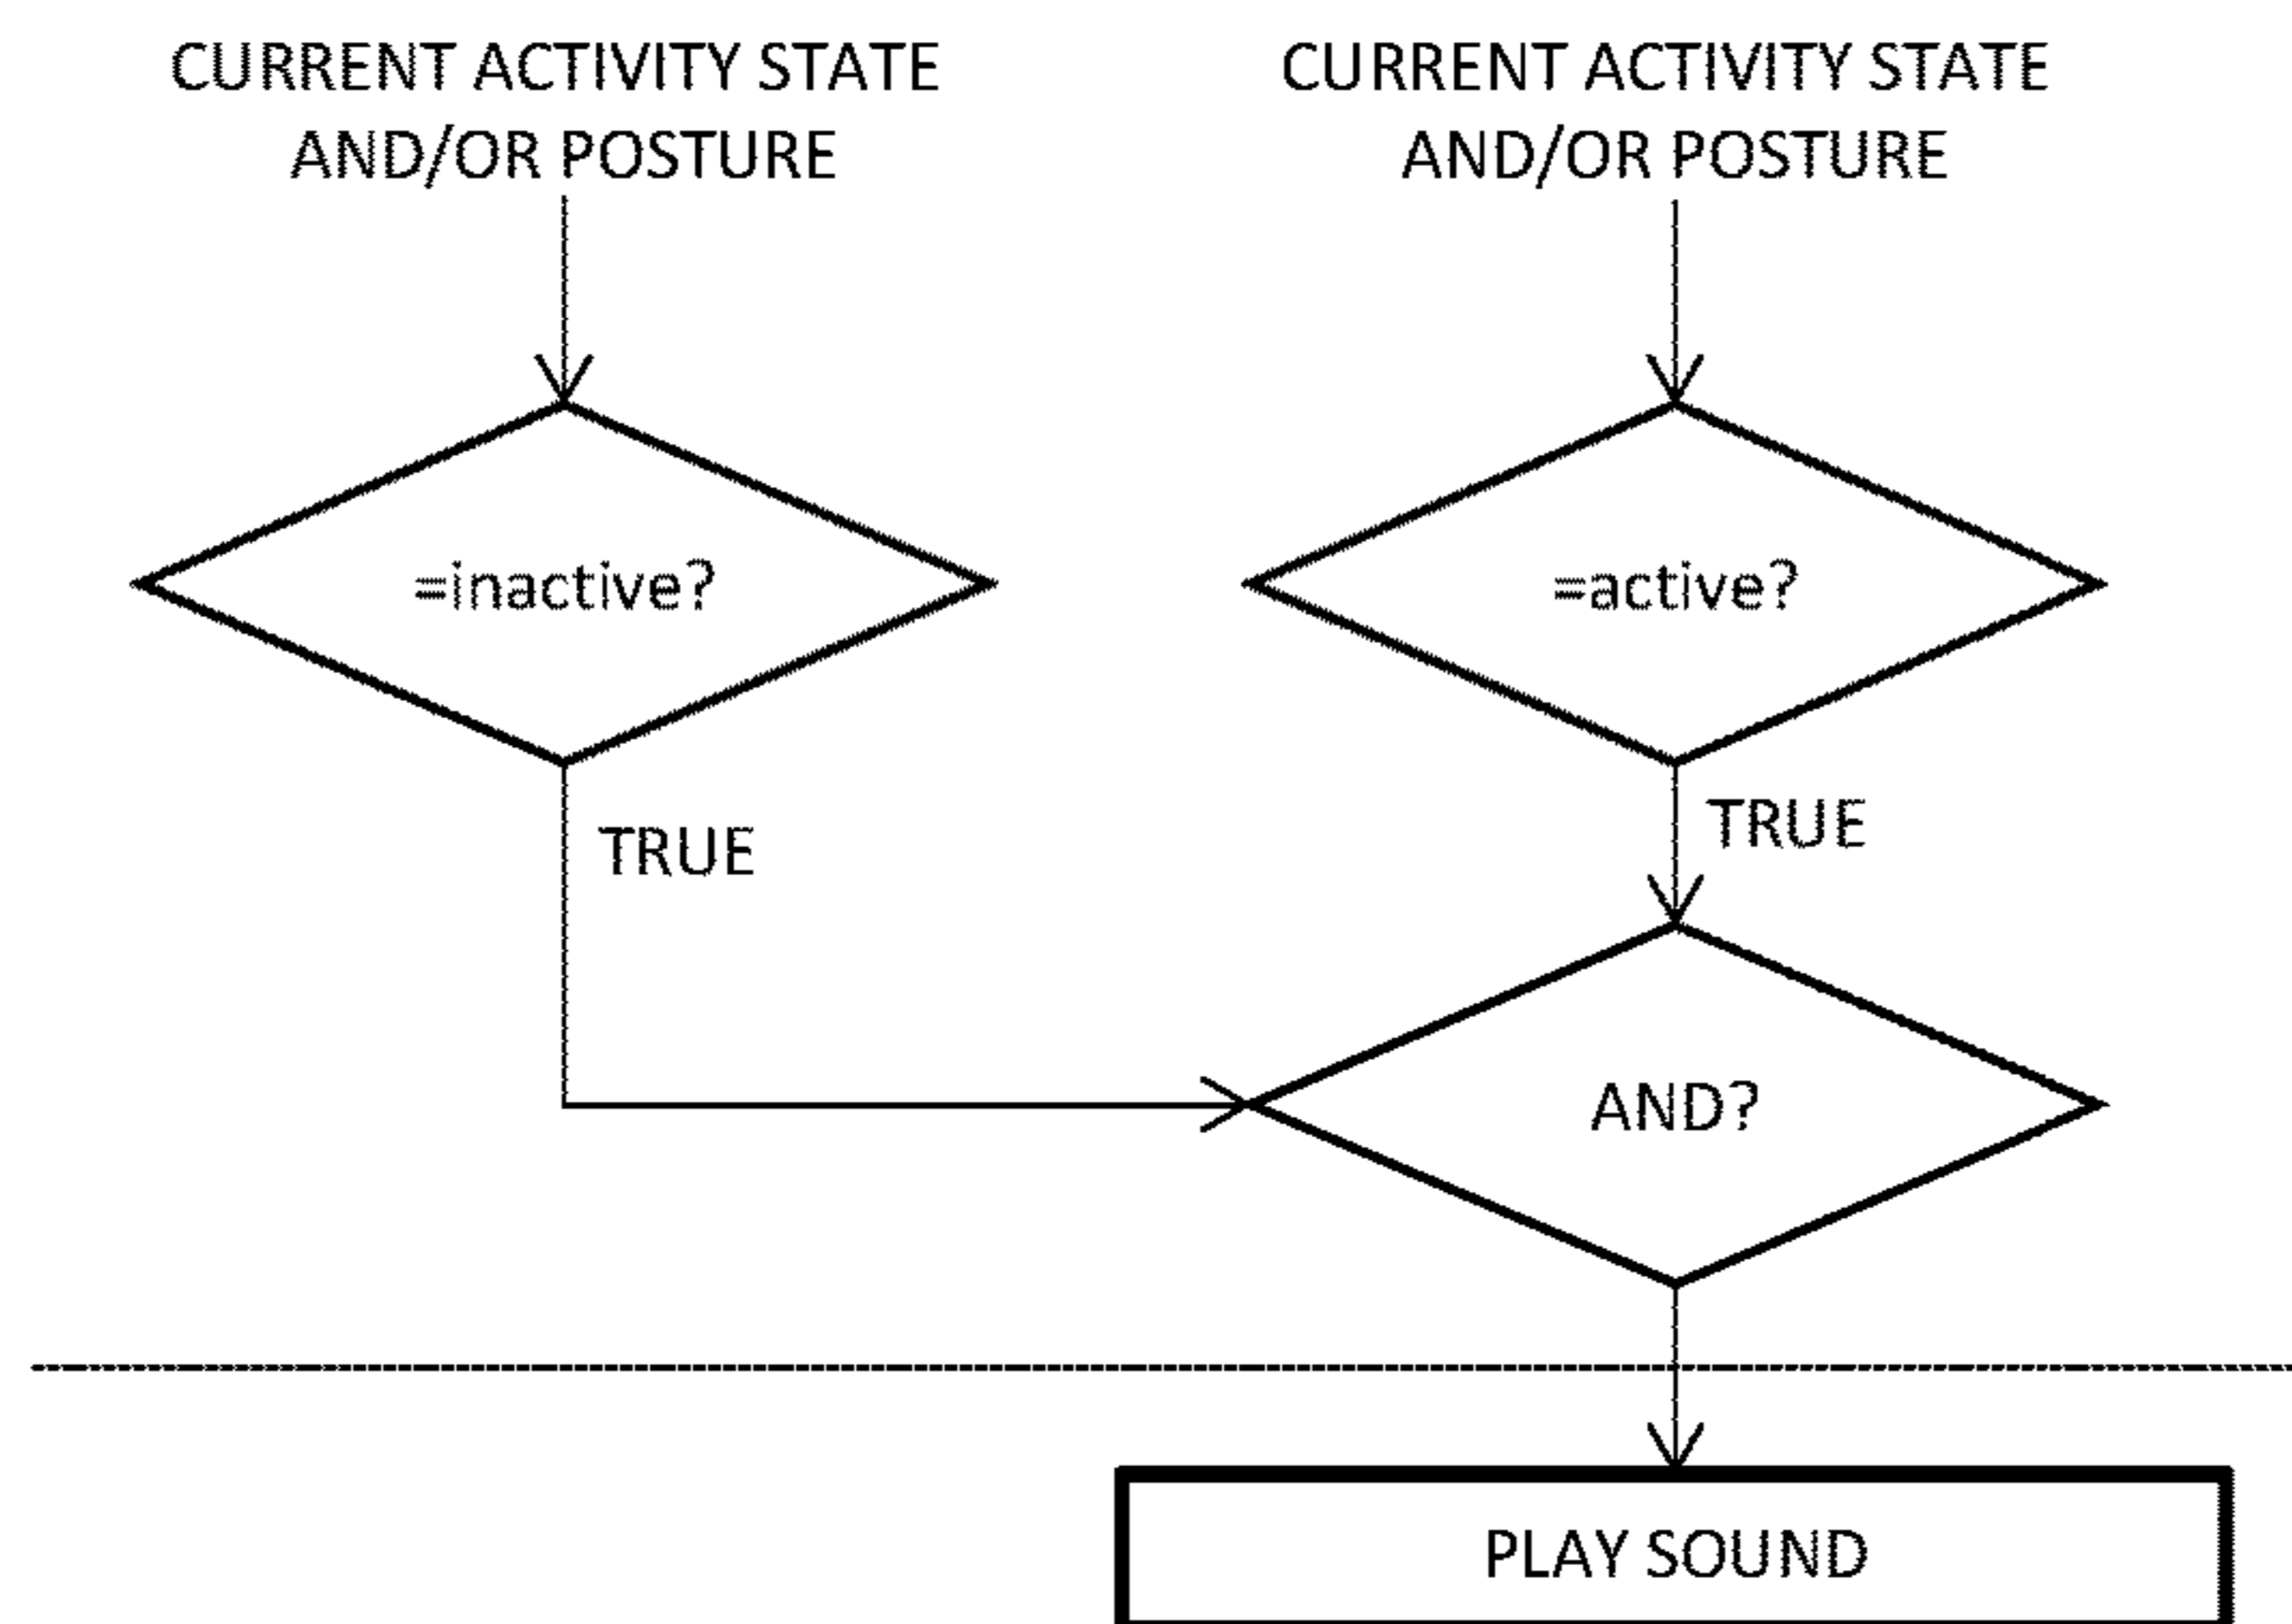 CURRENT ACTIVITY STATE
AND/OR POSTURE
CURRENT ACTIVITY STATE
AND/OR POSTURE
=inactive?
=active?
TRUE
TRUE
AND?
PLAY SOUND